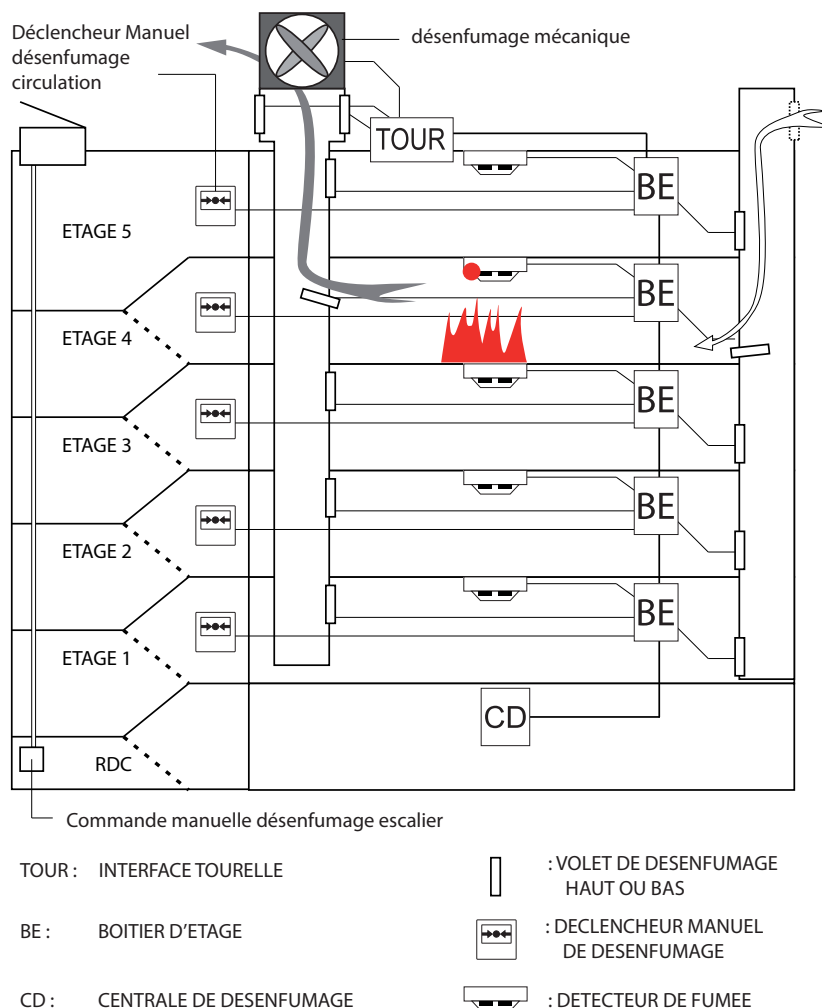 Déclencheur Manuel
désenfumage
circulation
désenfumage mécanique
TOUR
BE
ETAGE 5
BE
ETAGE 4
BE
ETAGE 3
BE
ETAGE 2
BE
ETAGE 1
CD
RDC
Commande manuelle désenfumage escalier
TOUR : INTERFACE TOURELLE
: VOLET DE DESENFUMAGE
HAUT OU BAS
BE : BOITIER D'ETAGE
: DECLENCHEUR MANUEL
DE DESENFUMAGE
CD : CENTRALE DE DESENFUMAGE
: DETECTEUR DE FUMEE